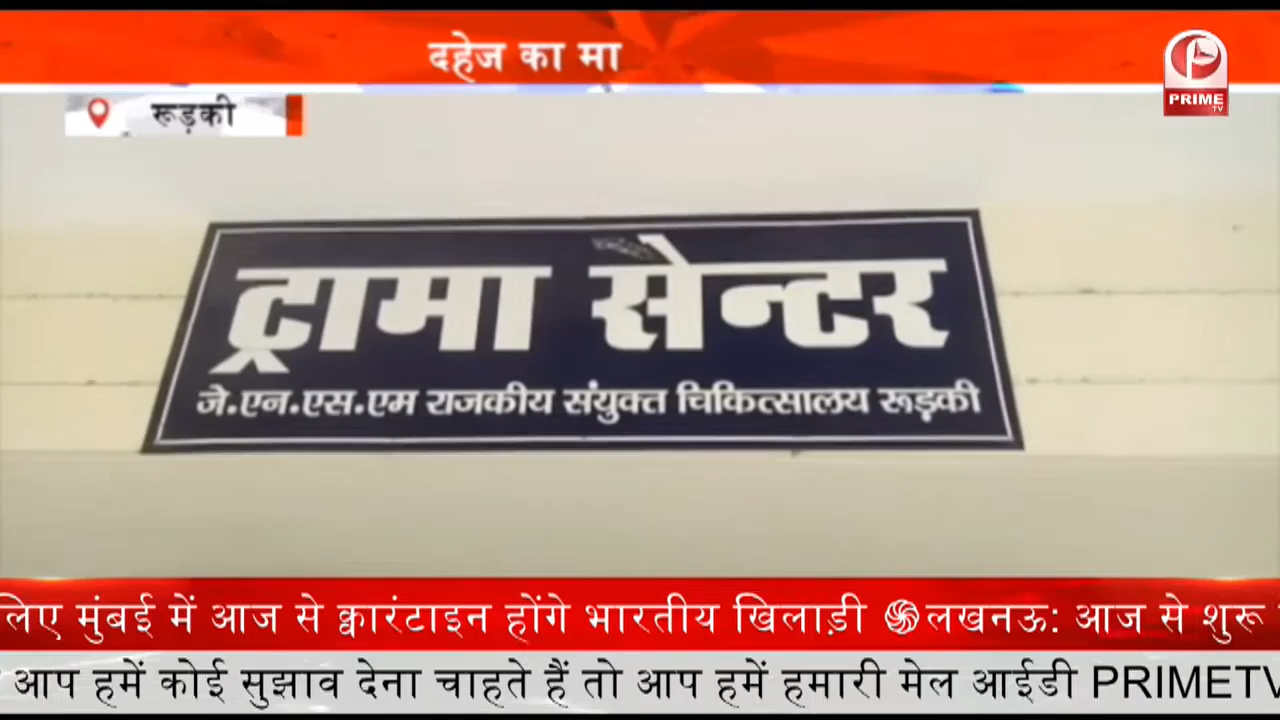 दहेज का मा
PRIME
TV
रूड़की
ट्रामा सेन्टर
जे.एन.एस.एम राजकीय संयुक्त चिकित्सालय रूड़की
लिए मुंबई में आज से क्वारंटाइन होंगे भारतीय खिलाड़ी लखनऊ: आज से शुरू
आप हमें कोई सुझाव देना चाहते हैं तो आप हमें हमारी मेल आईडी PRIMETV